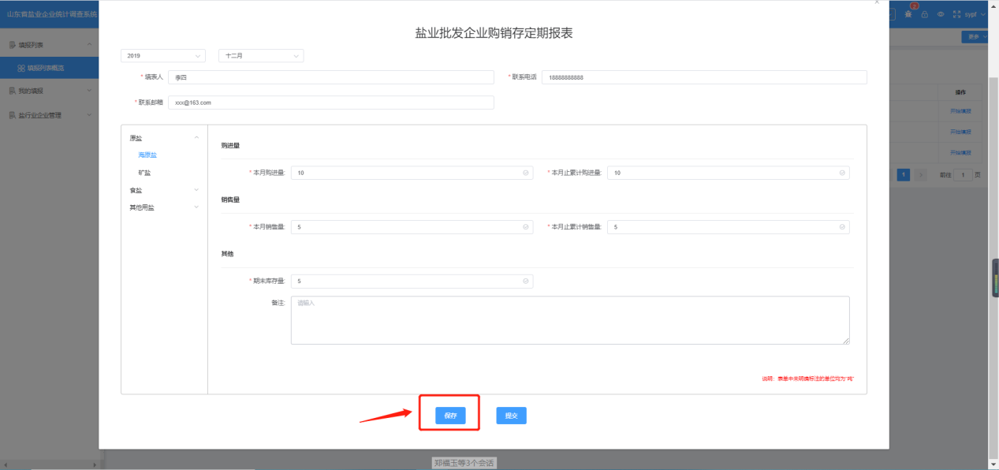 山东省盐业企业统计调查系统
2
sypf
更多
盐业批发企业购销存定期报表
填报列表
2019
十二月
填报列表概览
* 填表人
李四
* 联系电话
18888888888
我的填报
操作
* 联系邮箱
xxx@163.com
盐行业企业管理
开始填报
开始填报
开始填报
原盐
海原盐
矿盐
食盐
其他用盐
购进量
* 本月购进量:
10
* 本月止累计购进量:
10
1
前往
1
页
销售量
* 本月销售量:
5
* 本月止累计销售量:
5
其他
* 期末库存量:
5
备注:
请输入
说明：表单中未明确标注的单位均为"吨"
保存
提交
郑福玉等3个会话